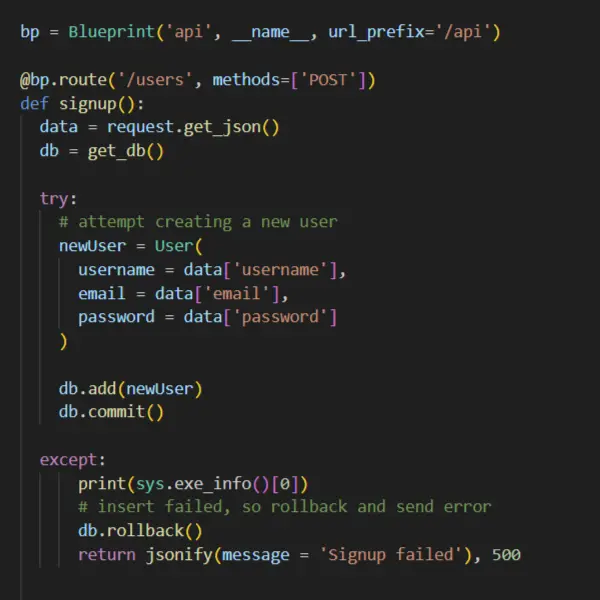 bp = Blueprint('api', __name__, url_prefix='/api')
@bp.route('/users', methods=['POST'])
def signup():
data = request.get_json()
db = get_db()
try:
# attempt creating a new user
newUser = User(
username = data['username'],
email = data['email'],
password = data['password']
)
db.add(newUser)
db.commit()
except:
print(sys.exe_info()[0])
# insert failed, so rollback and send error
db.rollback()
return jsonify(message = 'Signup failed'), 500